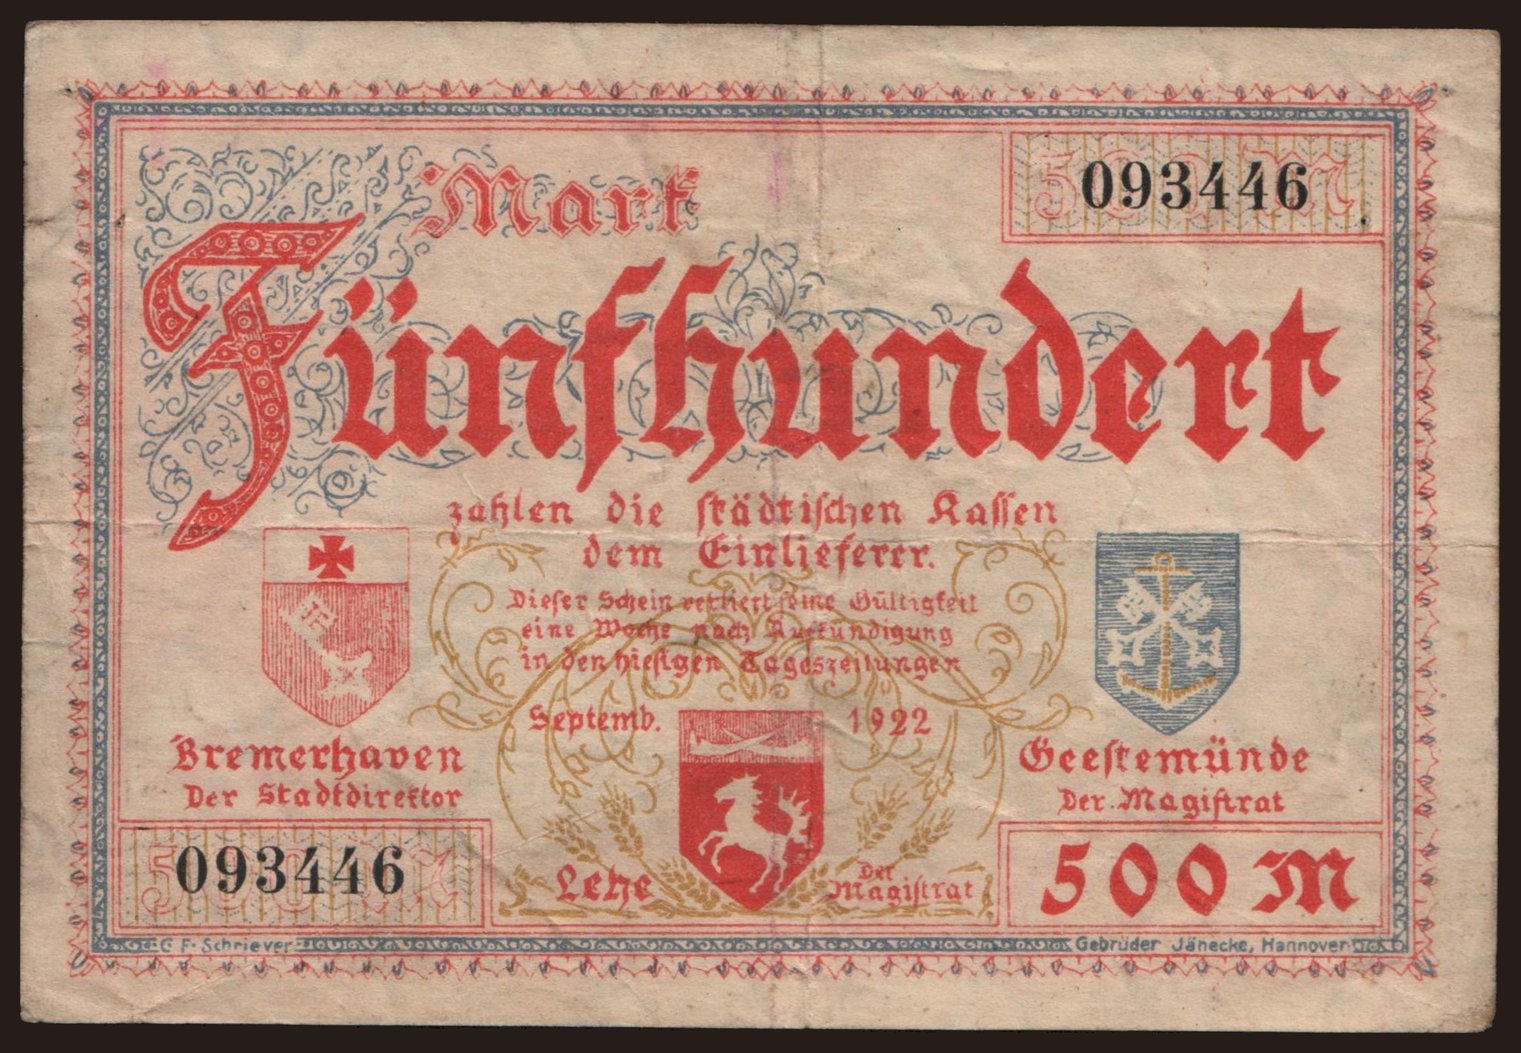 Mark
500 M
093446
Fünfhundert
zahlen die städtischen Kassen
dem Einlieferer.
Dieser Schein verliert seine Gültigkeit
eine Woche nach Aufkündigung
in den hiesigen Tageszeitungen
Septemb. 1922
Bremerhaven
Der Stadtdirektor
Geestemünde
Der Magistrat
500 M
093446
Lehe
Der
Magistrat
500 M
C F. Schriever
Gebrüder Jänecke, Hannover